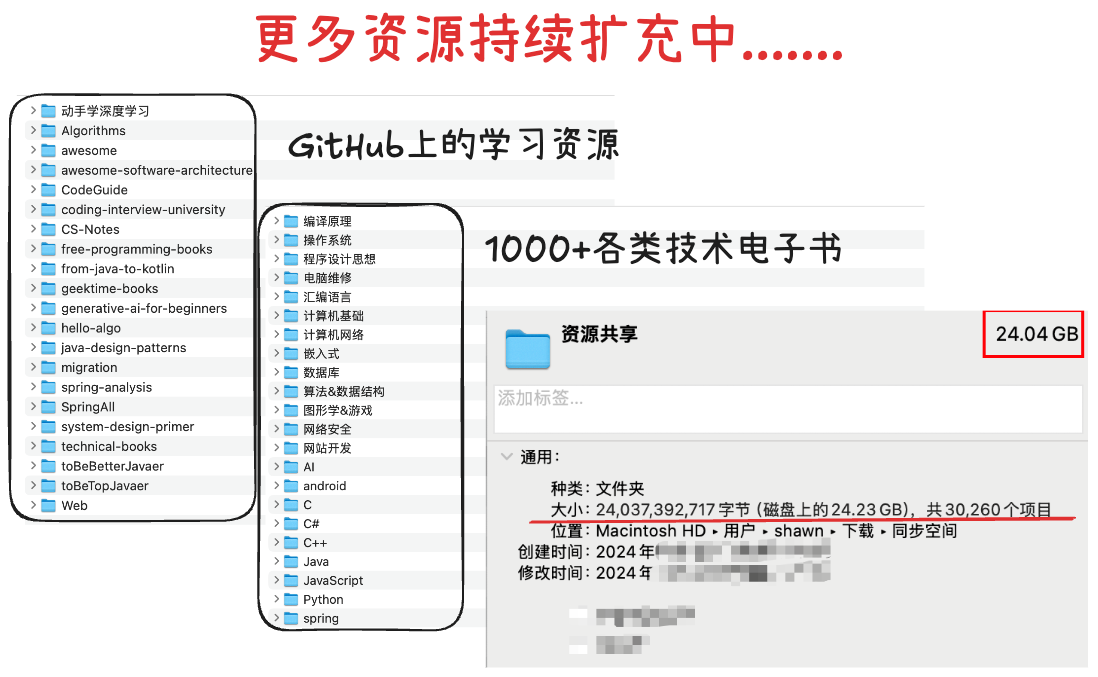 更多资源持续扩充中.......
动手学深度学习
Algorithms
awesome
awesome-software-architecture
CodeGuide
coding-interview-university
CS-Notes
free-programming-books
from-java-to-kotlin
geektime-books
generative-ai-for-beginners
hello-algo
java-design-patterns
migration
spring-analysis
SpringAll
system-design-primer
technical-books
toBeBetterJavaer
toBeTopJavaer
Web
GitHub上的学习资源
编译原理
操作系统
程序设计思想
电脑维修
汇编语言
计算机基础
计算机网络
嵌入式
数据库
算法&数据结构
图形学&游戏
网络安全
网站开发
AI
android
C
C#
C++
Java
JavaScript
Python
spring
1000+各类技术电子书
资源共享 24.04 GB
添加标签...
通用:
种类: 文件夹
大小: 24,037,392,717 字节 (磁盘上的 24.23 GB), 共 30,260 个项目
位置: Macintosh HD ▸ 用户 ▸ shawn ▸ 下载 ▸ 同步空间
创建时间: 2024 年
修改时间: 2024 年